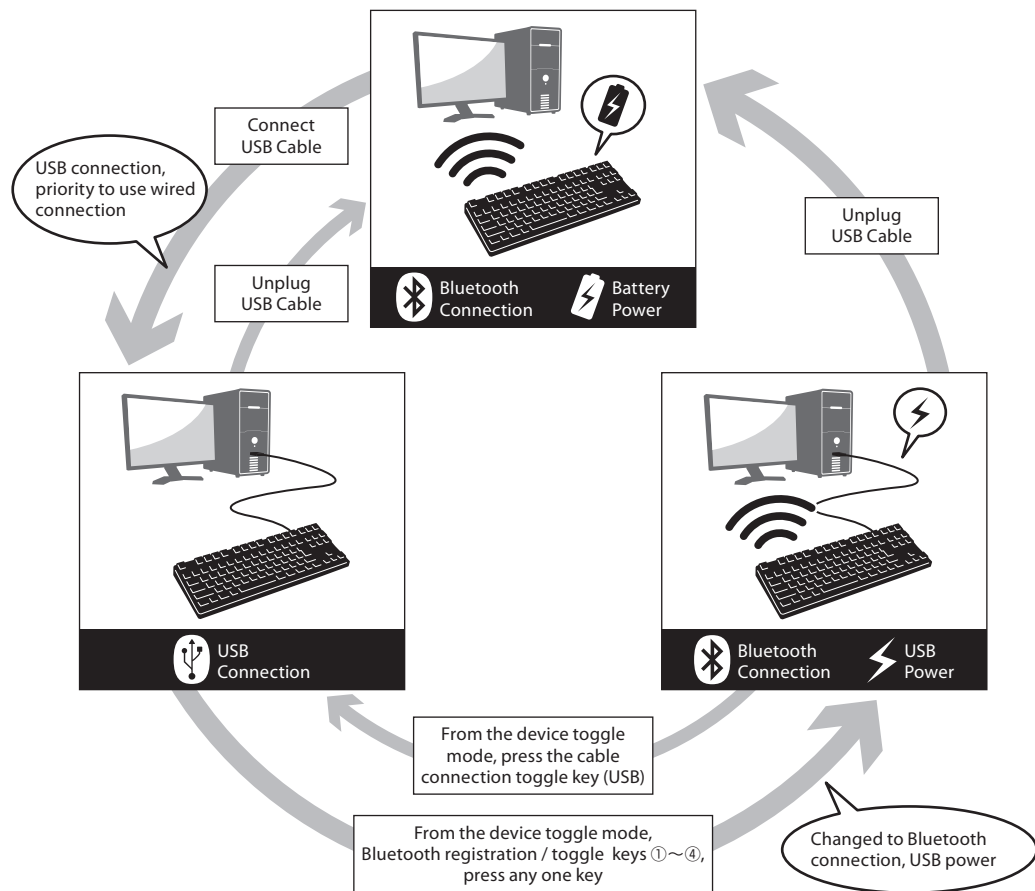 Connect
USB Cable
USB connection,
priority to use wired
connection
Unplug
USB Cable
Unplug
USB Cable
Bluetooth
Connection
Battery
Power
USB
Connection
Bluetooth
Connection
USB
Power
From the device toggle
mode, press the cable
connection toggle key (USB)
From the device toggle mode,
Bluetooth registration / toggle keys ①~④,
press any one key
Changed to Bluetooth
connection, USB power